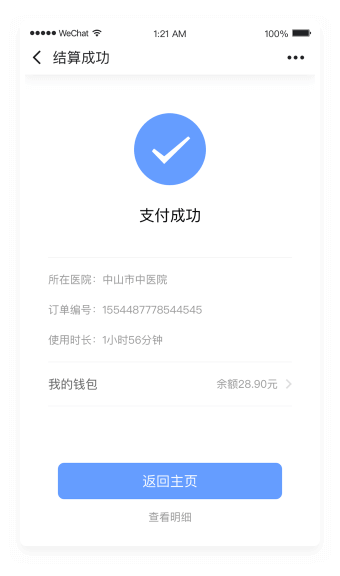 WeChat 1:21 AM 100%
结算成功
支付成功
所在医院：中山市中医院
订单编号：1554487778544545
使用时长：1小时56分钟
我的钱包 余额28.90元
返回主页
查看明细